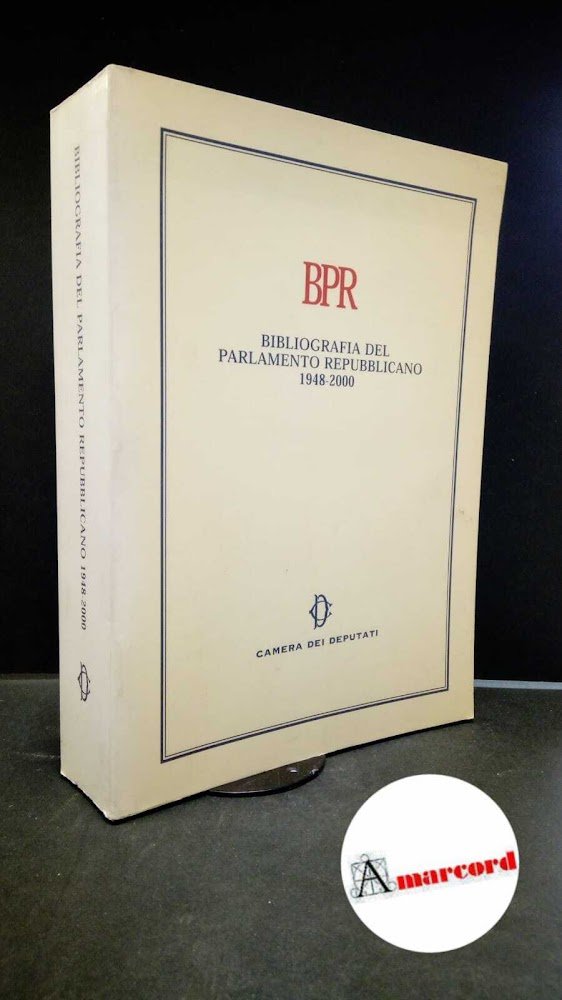 BPR
BIBLIOGRAFIA DEL
PARLAMENTO REPUBBLICANO
1948-2000
CAMERA DEI DEPUTATI
BIBLIOGRAFIA DEL PARLAMENTO REPUBBLICANO 1948-2000
Amarcord